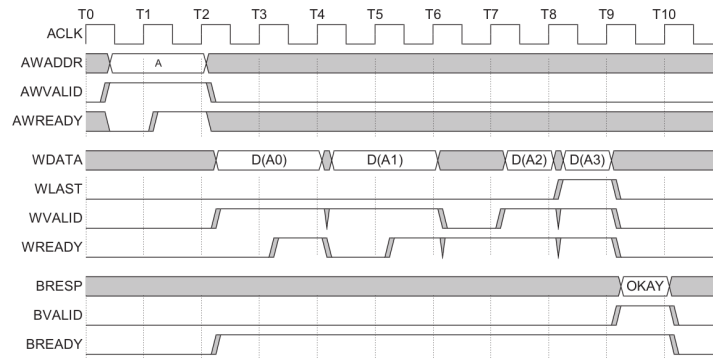 T0 T1 T2 T3 T4 T5 T6 T7 T8 T9 T10
ACLK
AWADDR A
AWVALID
AWREADY
WDATA D(A0) D(A1) D(A2) D(A3)
WLAST
WVALID
WREADY
BRESP OKAY
BVALID
BREADY